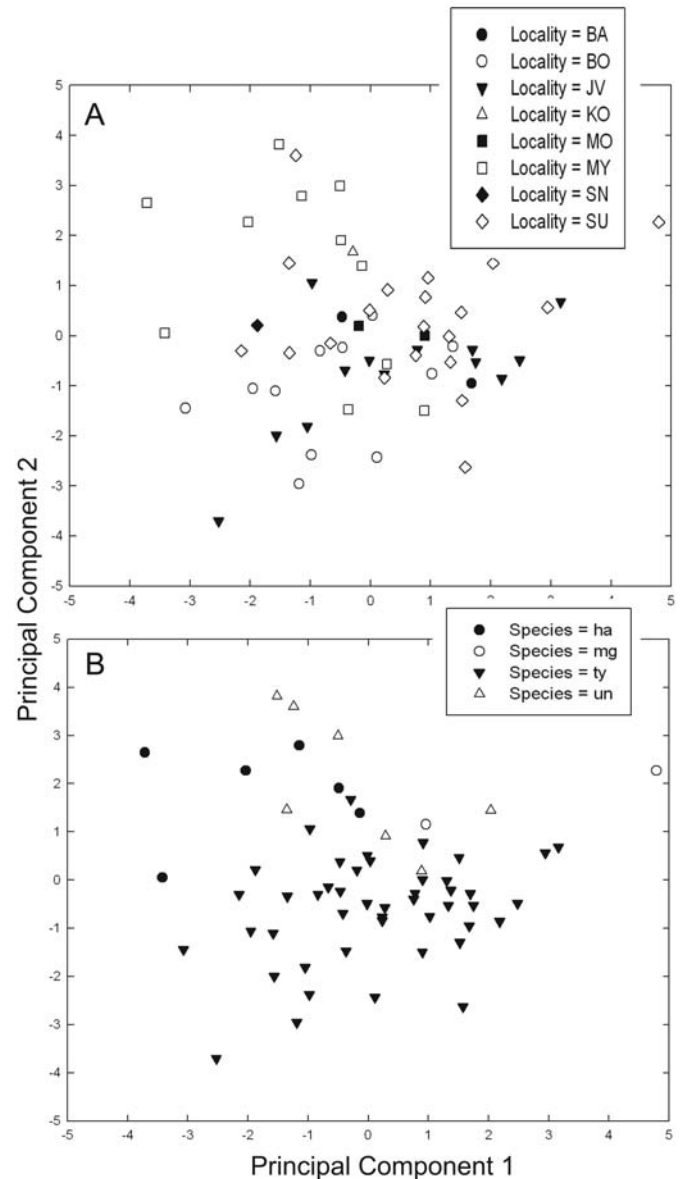 Locality = BA
Locality = BO
Locality = JV
Locality = KO
Locality = MO
Locality = MY
Locality = SN
Locality = SU
A
5
4
3
2
1
0
-1
-2
-3
-4
-5
-5 -4 -3 -2 -1 0 1 2 3 4 5
Principal Component 2
Species = ha
Species = mg
Species = ty
Species = un
B
5
4
3
2
1
0
-1
-2
-3
-4
-5
-5 -4 -3 -2 -1 0 1 2 3 4 5
Principal Component 1